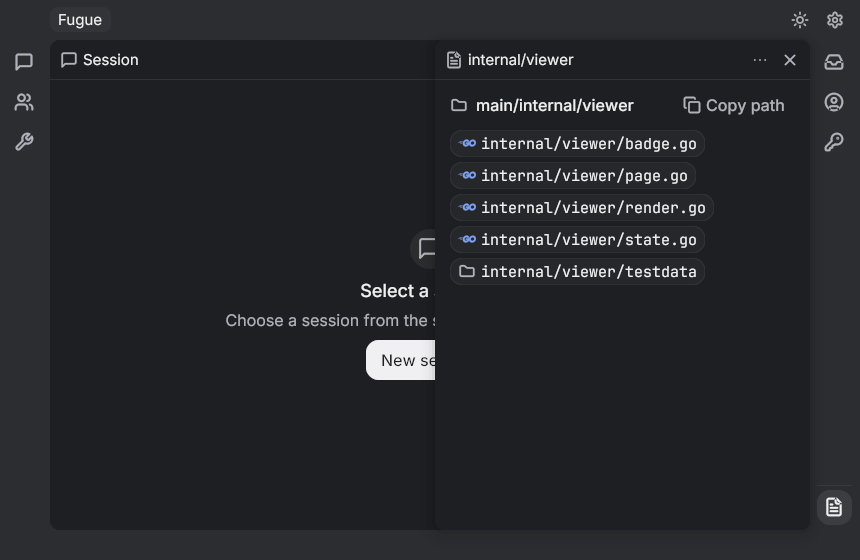 Fugue
Session
internal/viewer
main/internal/viewer
Copy path
internal/viewer/badge.go
internal/viewer/page.go
internal/viewer/render.go
internal/viewer/state.go
internal/viewer/testdata
Select a
Choose a session from the
New se